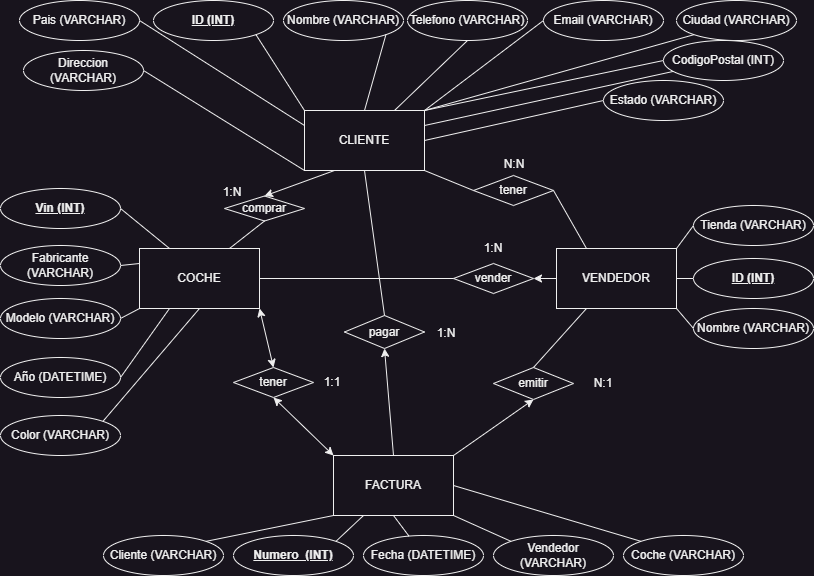 Pais (VARCHAR)
ID (INT)
Nombre (VARCHAR)
Telefono (VARCHAR)
Email (VARCHAR)
Ciudad (VARCHAR)
Direccion
(VARCHAR)
CodigoPostal (INT)
Estado (VARCHAR)
CLIENTE
N:N
tener
1:N
comprar
Vin (INT)
Tienda (VARCHAR)
Fabricante
(VARCHAR)
COCHE
1:N
vender
VENDEDOR
ID (INT)
Modelo (VARCHAR)
pagar
1:N
Nombre (VARCHAR)
Año (DATETIME)
tener
1:1
emitir
N:1
Color (VARCHAR)
FACTURA
Cliente (VARCHAR)
Numero (INT)
Fecha (DATETIME)
Vendedor
(VARCHAR)
Coche (VARCHAR)